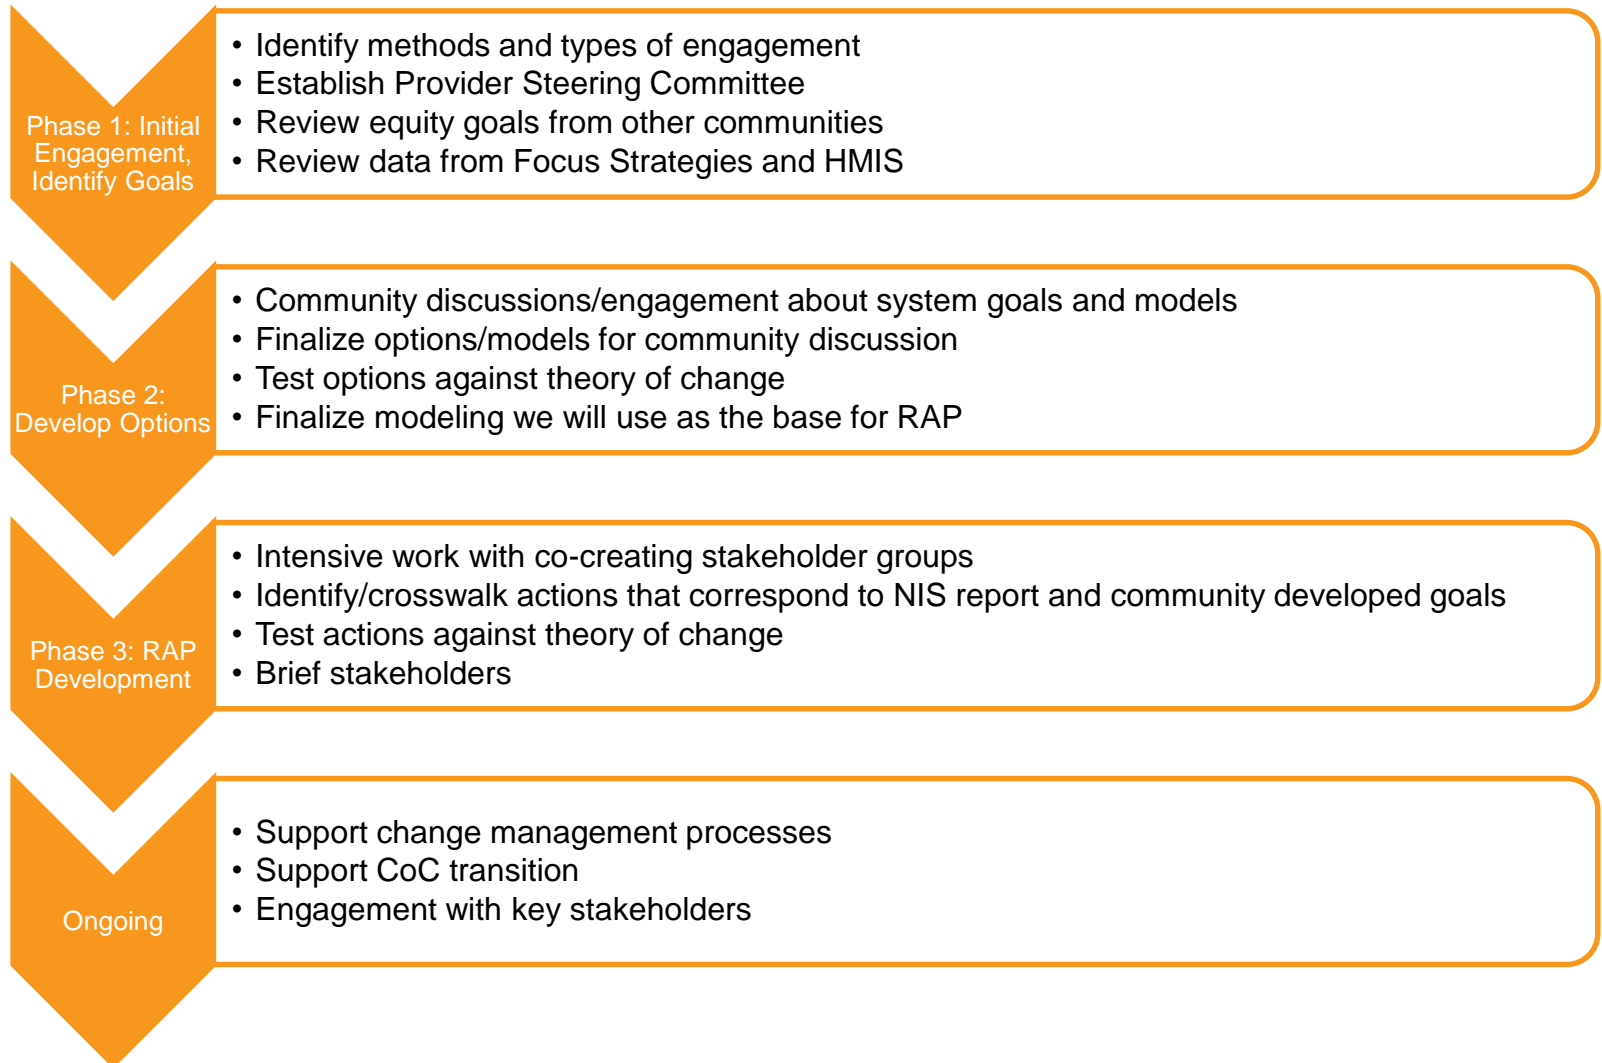 Phase 1: Initial
Engagement,
Identify Goals
• Identify methods and types of engagement
• Establish Provider Steering Committee
• Review equity goals from other communities
• Review data from Focus Strategies and HMIS
Phase 2:
Develop Options
• Community discussions/engagement about system goals and models
• Finalize options/models for community discussion
• Test options against theory of change
• Finalize modeling we will use as the base for RAP
Phase 3: RAP
Development
• Intensive work with co-creating stakeholder groups
• Identify/crosswalk actions that correspond to NIS report and community developed goals
• Test actions against theory of change
• Brief stakeholders
Ongoing
• Support change management processes
• Support CoC transition
• Engagement with key stakeholders